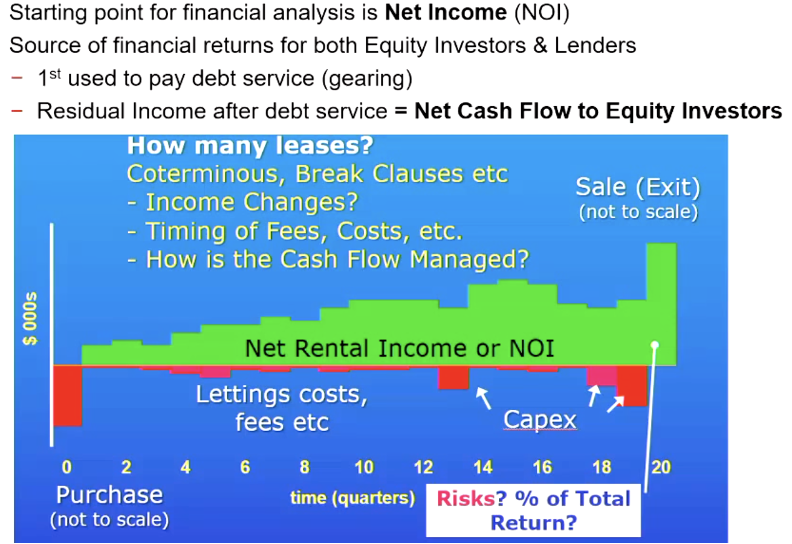 Starting point for financial analysis is Net Income (NOI)
Source of financial returns for both Equity Investors & Lenders
− 1st used to pay debt service (gearing)
− Residual Income after debt service = Net Cash Flow to Equity Investors
How many leases?
Coterminous, Break Clauses etc
- Income Changes?
- Timing of Fees, Costs, etc.
- How is the Cash Flow Managed?
Sale (Exit)
(not to scale)
$ 000s
Net Rental Income or NOI
Lettings costs,
fees etc
Capex
0 2 4 6 8 10 12 14 16 18 20
Purchase
(not to scale)
time (quarters)
Risks? % of Total
Return?